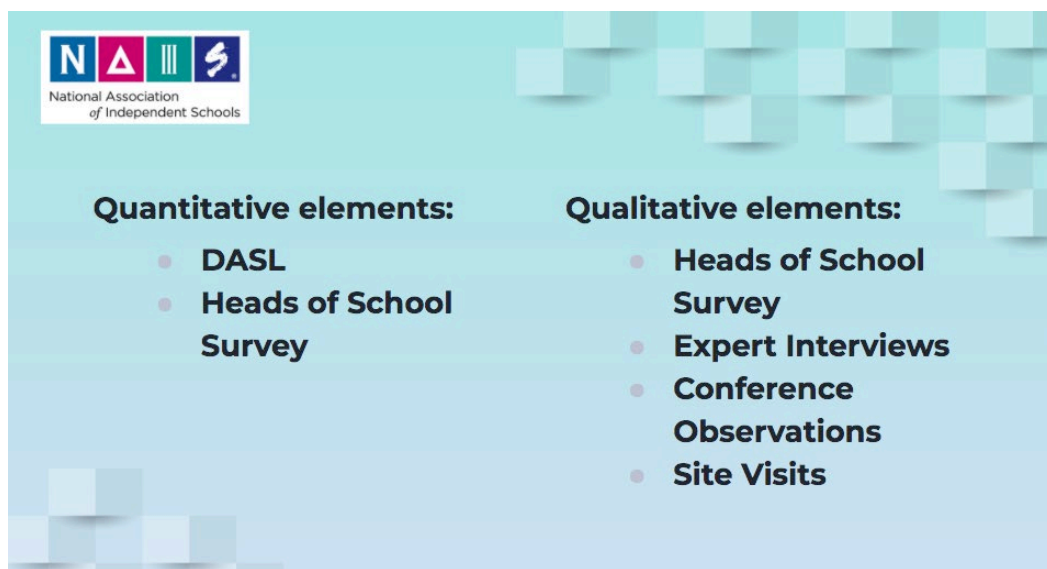 NAIS
National Association
of Independent Schools
Quantitative elements:
DASL
Heads of School
Survey
Qualitative elements:
Heads of School
Survey
Expert Interviews
Conference
Observations
Site Visits